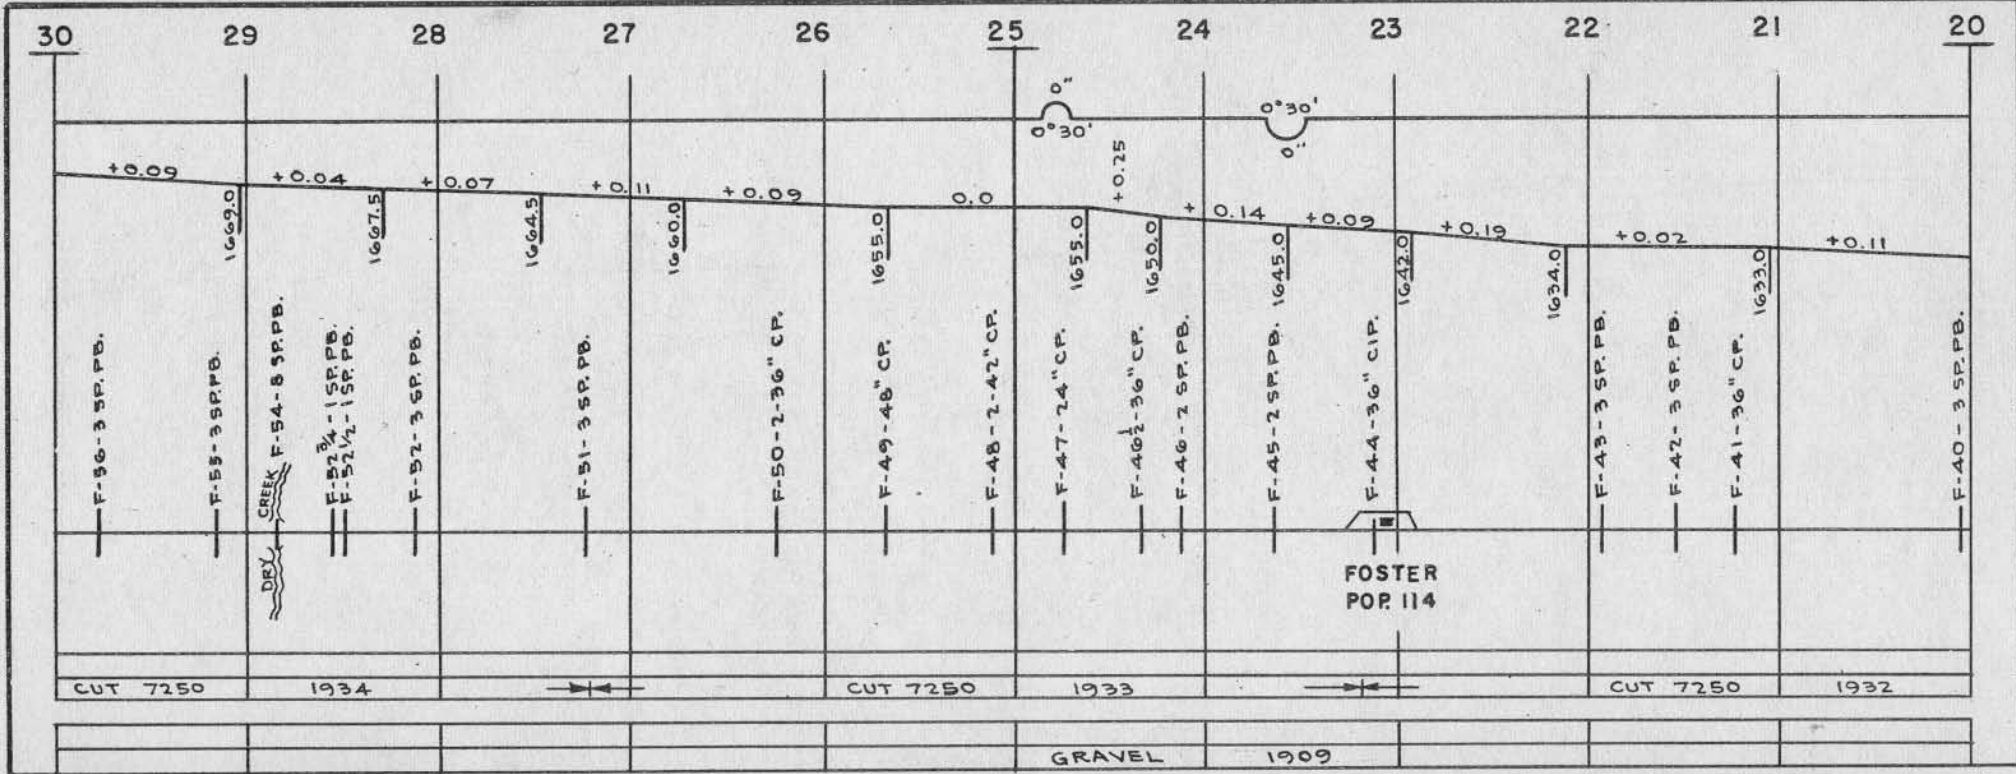 30 29 28 27 26 25 24 23 22 21 20
0"
0°30'
0°30'
0"
+0.09 +0.04 +0.07 +0.11 +0.09 0.0 +0.25 +0.14 +0.09 +0.19 +0.02 +0.11
1669.0 1667.5 1664.5 1660.0 1655.0 1655.0 1650.0 1645.0 1642.0 1634.0 1633.0
F-56-3 SP. PB.
F-55-3 SP.PB.
F-54-8 SP.PB.
F-52 3/4-1 SP.PB.
F-52 1/2-1 SP. PB.
F-52-3 SP. PB.
F-51-3 SP. PB.
F-50-2-36" CP.
F-49-48" CP.
F-48-2-42" CP.
F-47-24" CP.
F-46 1/2-36" CP.
F-46-2 SP. PB.
F-45-2 SP. PB.
F-44-36" CIP.
F-43-3 SP. PB.
F-42-3 SP. PB.
F-41-36" CP.
F-40-3 SP. PB.
DRY CREEK
FOSTER
POP. 114
CUT 7250 1934 CUT 7250 1933 CUT 7250 1932
GRAVEL 1909